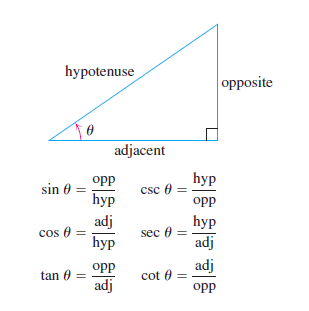 hypotenuse
opposite
θ
adjacent
sin θ = opp/hyp csc θ = hyp/opp
cos θ = adj/hyp sec θ = hyp/adj
tan θ = opp/adj cot θ = adj/opp